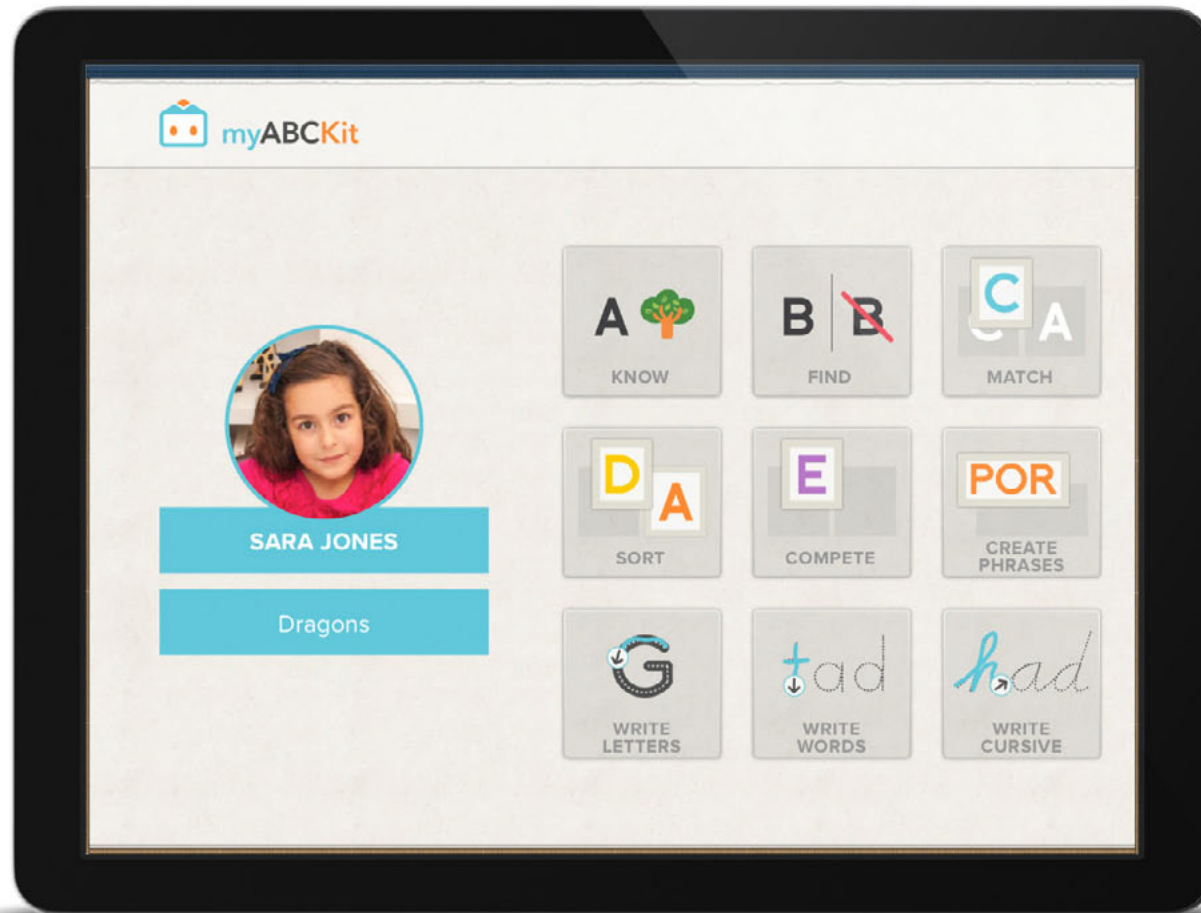 myABCKit
SARA JONES
Dragons
A
KNOW
B B
FIND
C
C A
MATCH
D
A
SORT
E
COMPETE
POR
CREATE
PHRASES
G
WRITE
LETTERS
tad
WRITE
WORDS
had
WRITE
CURSIVE